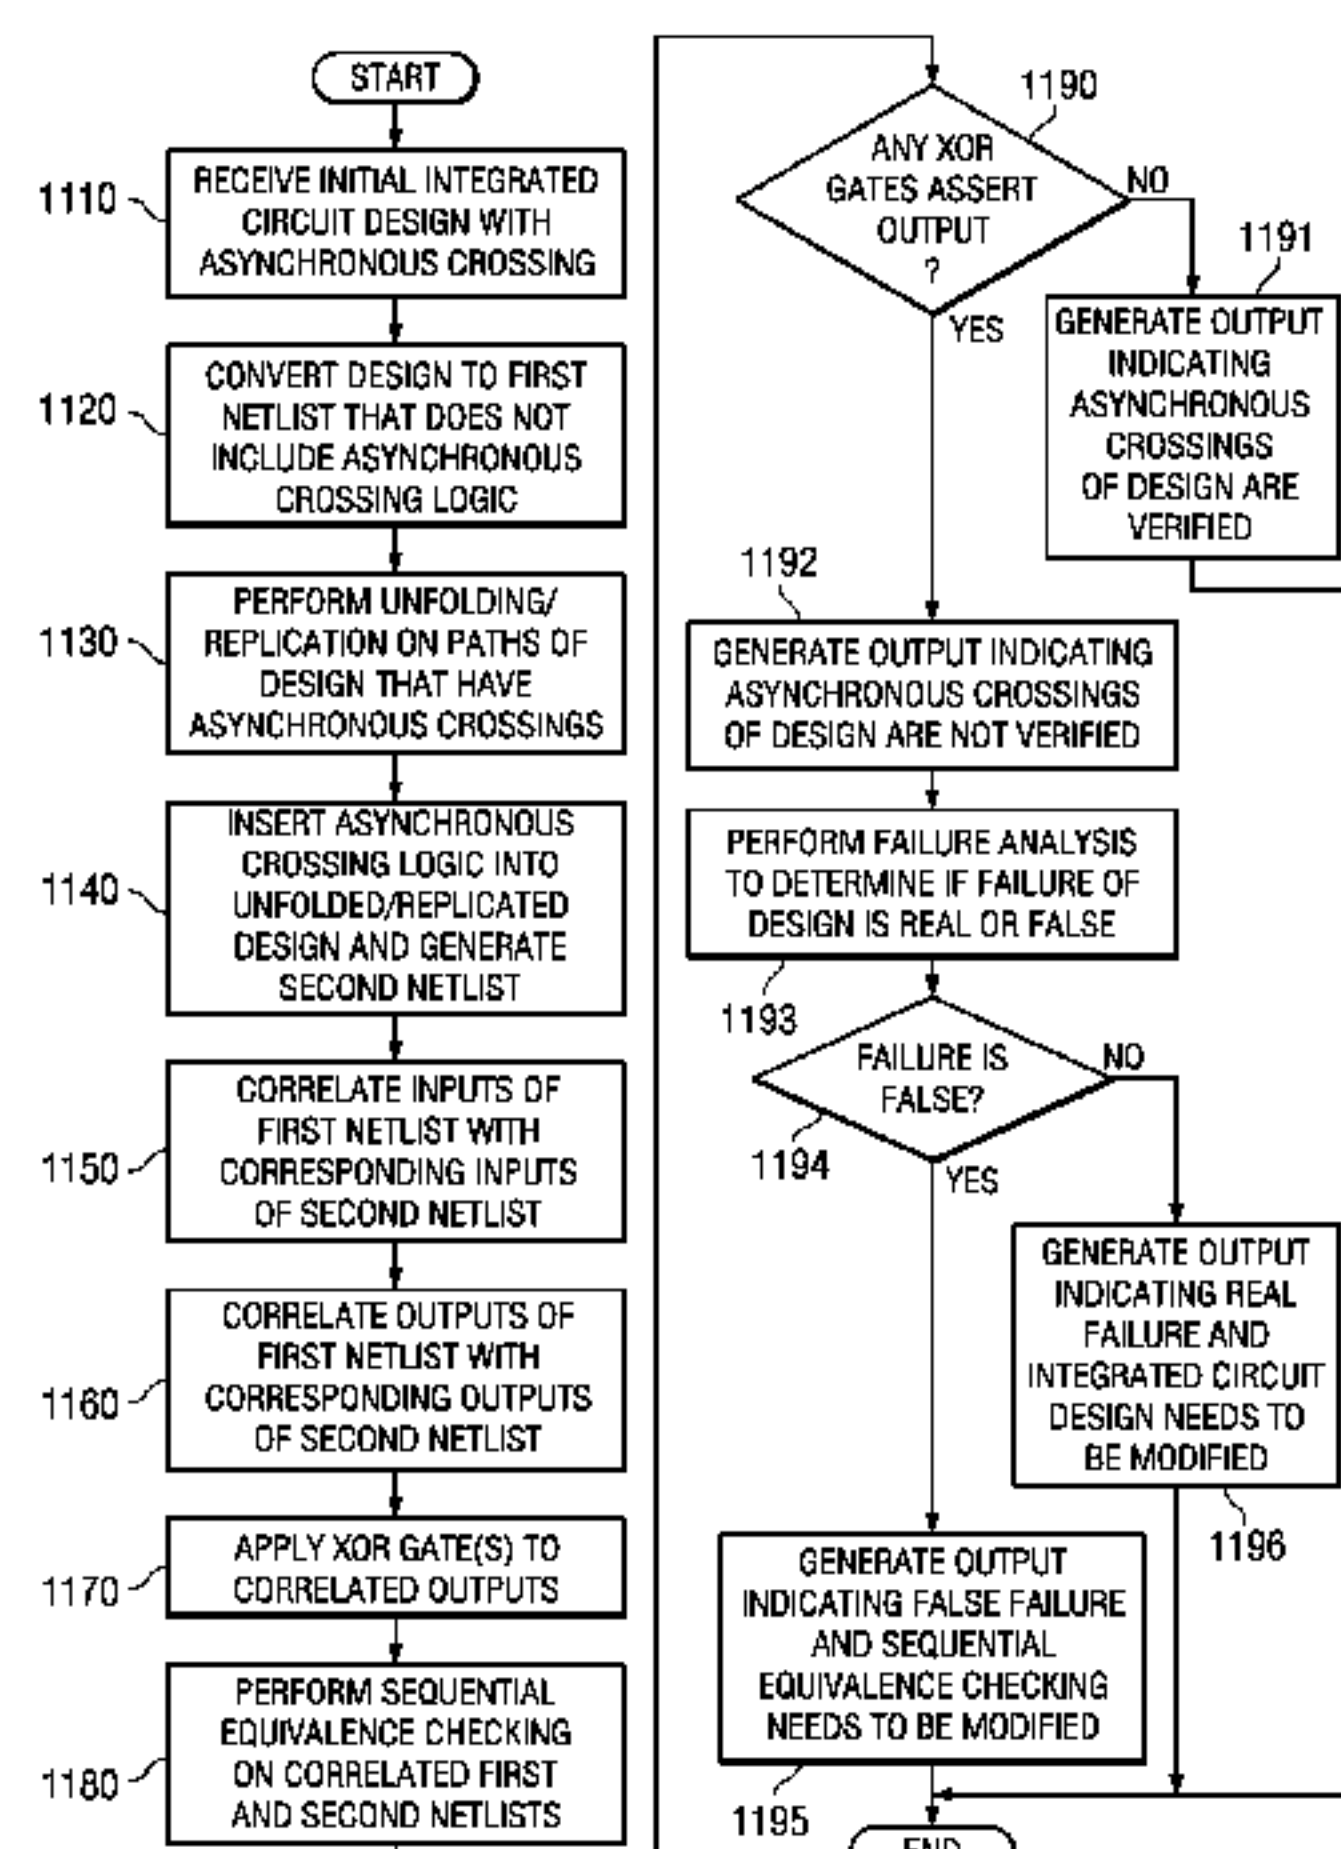 START
1110
RECEIVE INITIAL INTEGRATED
CIRCUIT DESIGN WITH
ASYNCHRONOUS CROSSING
1120
CONVERT DESIGN TO FIRST
NETLIST THAT DOES NOT
INCLUDE ASYNCHRONOUS
CROSSING LOGIC
1130
PERFORM UNFOLDING/
REPLICATION ON PATHS OF
DESIGN THAT HAVE
ASYNCHRONOUS CROSSINGS
1140
INSERT ASYNCHRONOUS
CROSSING LOGIC INTO
UNFOLDED/REPLICATED
DESIGN AND GENERATE
SECOND NETLIST
1150
CORRELATE INPUTS OF
FIRST NETLIST WITH
CORRESPONDING INPUTS
OF SECOND NETLIST
1160
CORRELATE OUTPUTS OF
FIRST NETLIST WITH
CORRESPONDING OUTPUTS
OF SECOND NETLIST
1170
APPLY XOR GATE(S) TO
CORRELATED OUTPUTS
1180
PERFORM SEQUENTIAL
EQUIVALENCE CHECKING
ON CORRELATED FIRST
AND SECOND NETLISTS
1190
ANY XOR
GATES ASSERT
OUTPUT
?
NO
YES
1191
GENERATE OUTPUT
INDICATING
ASYNCHRONOUS
CROSSINGS
OF DESIGN ARE
VERIFIED
1192
GENERATE OUTPUT INDICATING
ASYNCHRONOUS CROSSINGS
OF DESIGN ARE NOT VERIFIED
PERFORM FAILURE ANALYSIS
TO DETERMINE IF FAILURE OF
DESIGN IS REAL OR FALSE
1193
FAILURE IS
FALSE?
NO
1194
YES
GENERATE OUTPUT
INDICATING REAL
FAILURE AND
INTEGRATED CIRCUIT
DESIGN NEEDS TO
BE MODIFIED
1196
GENERATE OUTPUT
INDICATING FALSE FAILURE
AND SEQUENTIAL
EQUIVALENCE CHECKING
NEEDS TO BE MODIFIED
1195
END